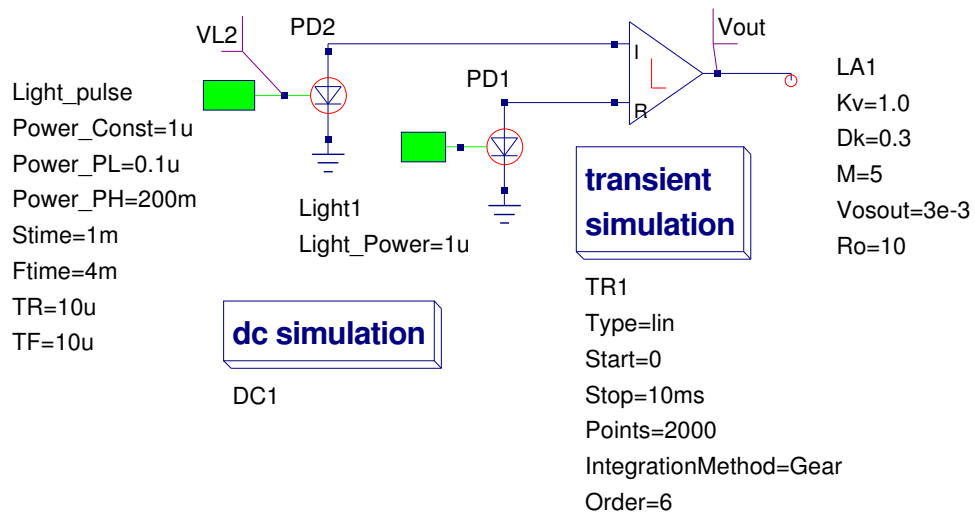 VL2
PD2
Vout
PD1
I
L
R
Light_pulse
Power_Const=1u
Power_PL=0.1u
Power_PH=200m
Stime=1m
Ftime=4m
TR=10u
TF=10u
Light1
Light_Power=1u
dc simulation
DC1
transient
simulation
TR1
Type=lin
Start=0
Stop=10ms
Points=2000
IntegrationMethod=Gear
Order=6
LA1
Kv=1.0
Dk=0.3
M=5
Vosout=3e-3
Ro=10